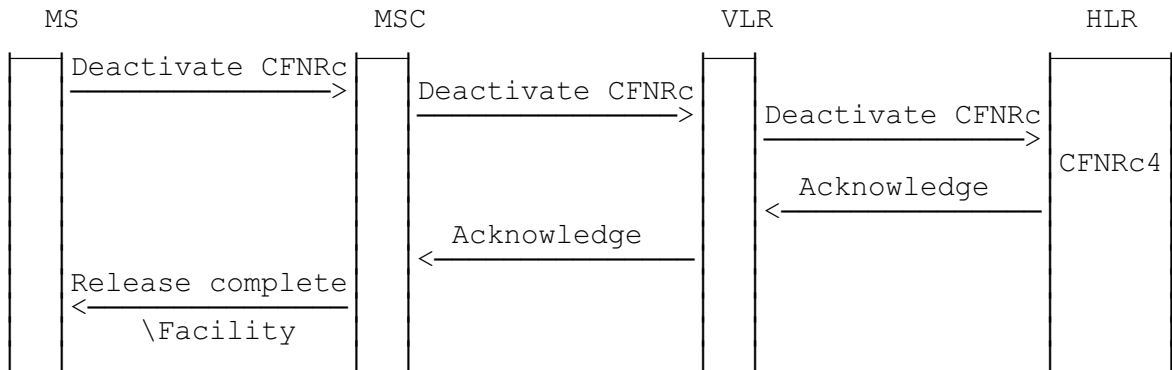 MS MSC VLR HLR
Deactivate CFNRc
Deactivate CFNRc
Deactivate CFNRc
CFNRc4
Acknowledge
Acknowledge
Release complete
\Facility